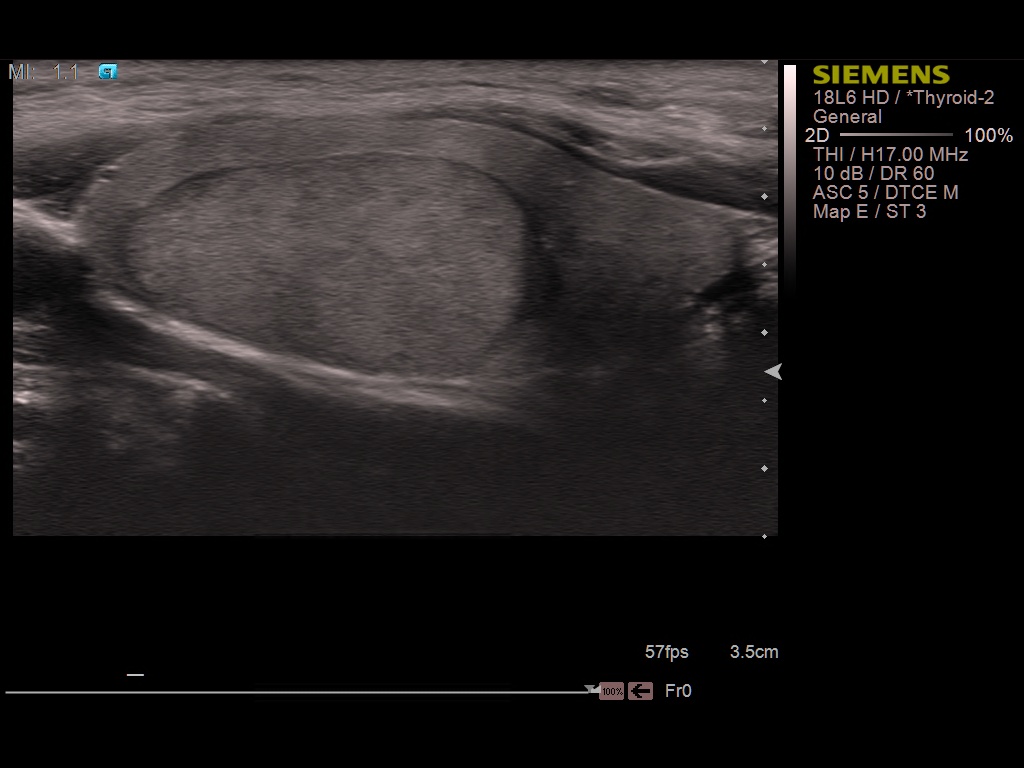 MI: 1.1
SIEMENS
18L6 HD / *Thyroid-2
General
2D 100%
THI / H17.00 MHz
10 dB / DR 60
ASC 5 / DTCE M
Map E / ST 3
57fps 3.5cm
100% Fr0